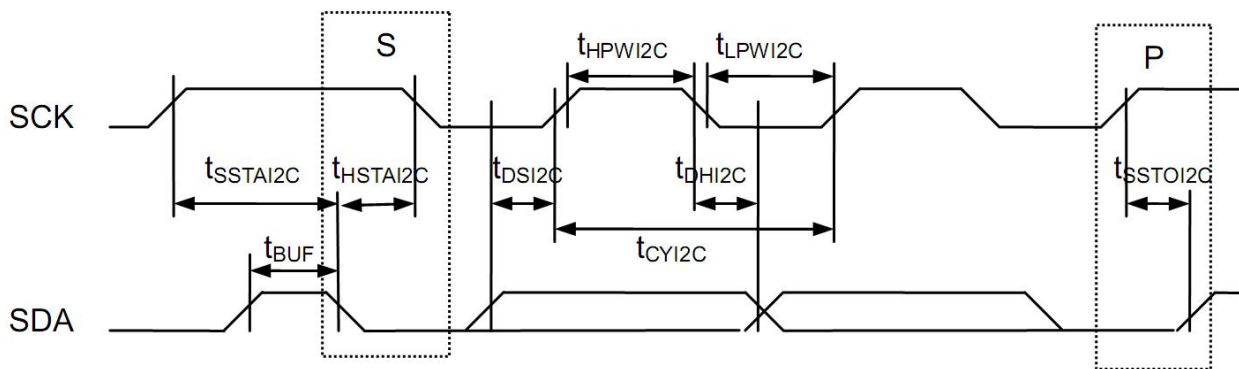 S
P
tHPWI2C
tLPWI2C
SCK
tSSTAI2C
tHSTAI2C
tDSI2C
tDHI2C
tSSTOI2C
tBUF
tCYI2C
SDA